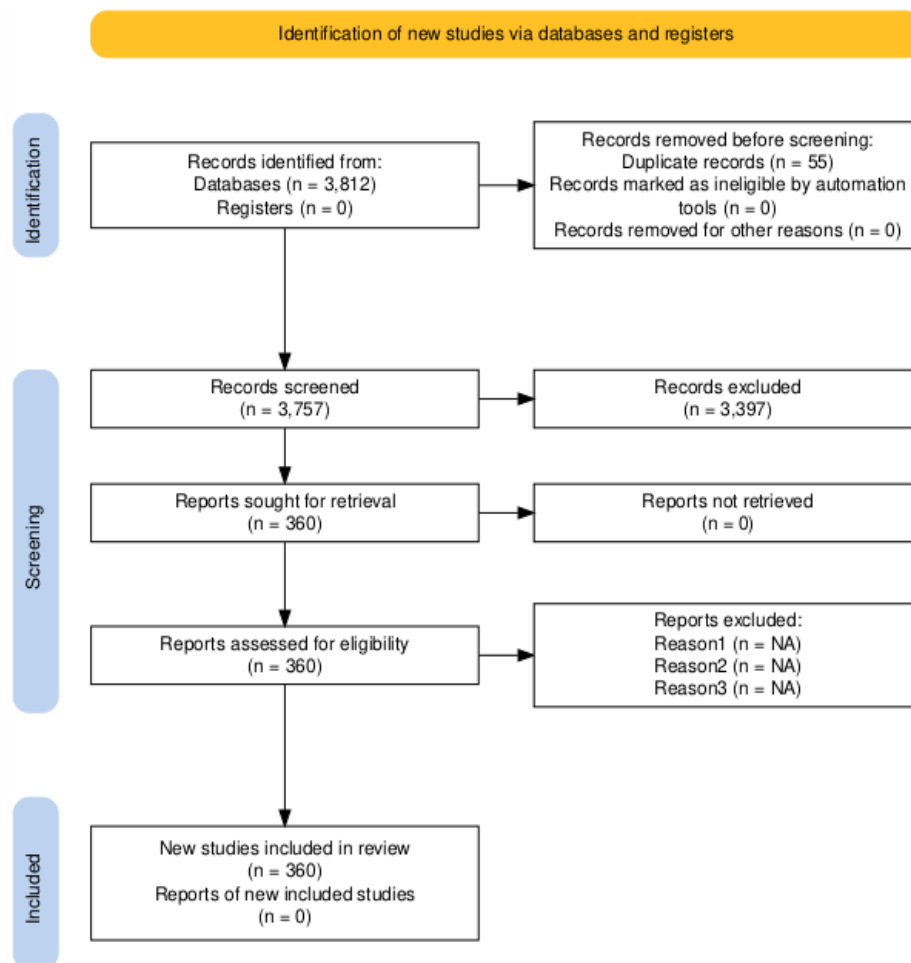 Identification of new studies via databases and registers
Identification
Records identified from:
Databases (n = 3,812)
Registers (n = 0)
Records removed before screening:
Duplicate records (n = 55)
Records marked as ineligible by automation
tools (n = 0)
Records removed for other reasons (n = 0)
Screening
Records screened
(n = 3,757)
Records excluded
(n = 3,397)
Reports sought for retrieval
(n = 360)
Reports not retrieved
(n = 0)
Reports assessed for eligibility
(n = 360)
Reports excluded:
Reason1 (n = NA)
Reason2 (n = NA)
Reason3 (n = NA)
Included
New studies included in review
(n = 360)
Reports of new included studies
(n = 0)